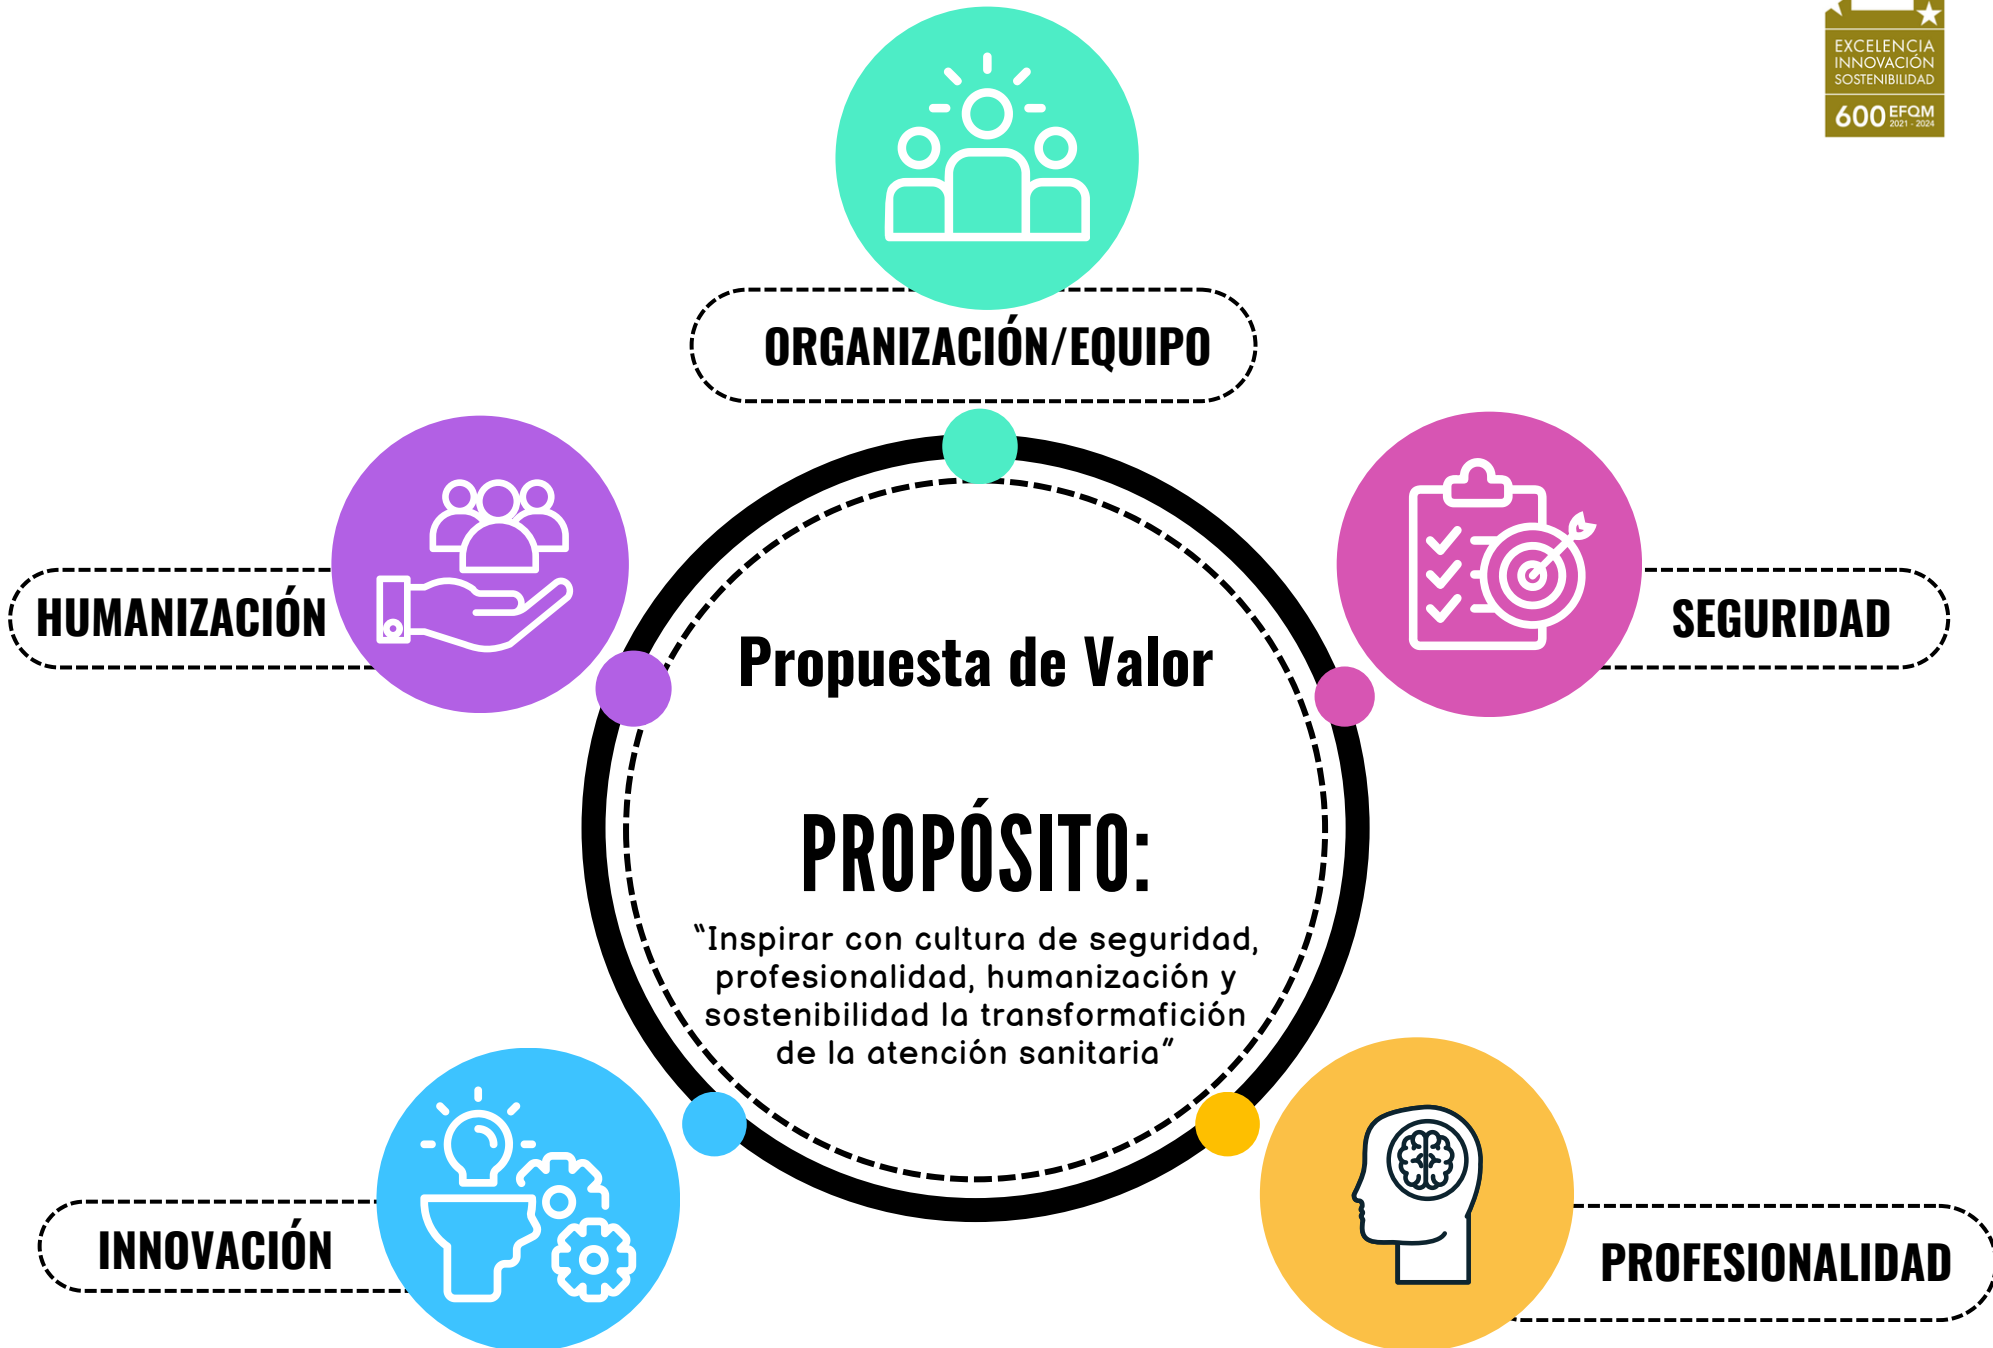 EXCELENCIA
INNOVACIÓN
SOSTENIBILIDAD
600 EFQM
2021 - 2024
ORGANIZACIÓN/EQUIPO
HUMANIZACIÓN
SEGURIDAD
Propuesta de Valor
PROPÓSITO:
"Inspirar con cultura de seguridad,
profesionalidad, humanización y
sostenibilidad la transformafición
de la atención sanitaria"
INNOVACIÓN
PROFESIONALIDAD